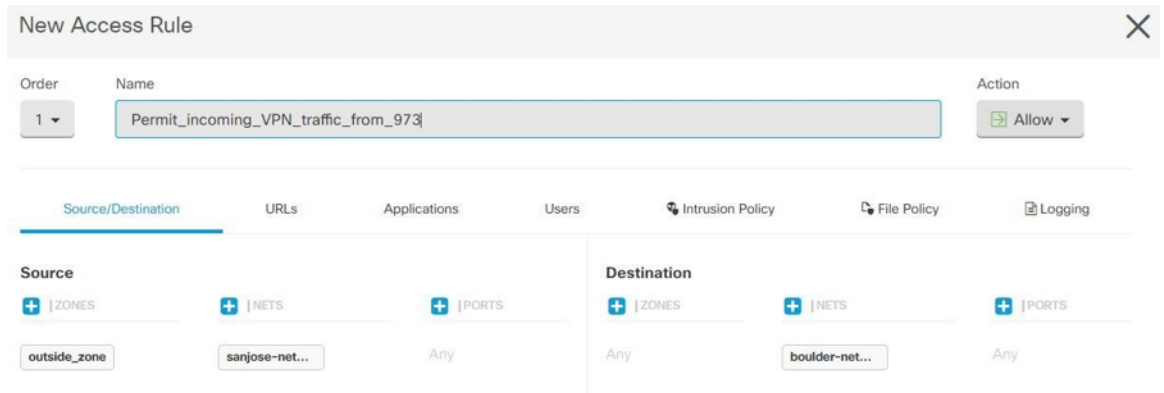 New Access Rule
Order Name Action
1 Permit_incoming_VPN_traffic_from_973 Allow
Source/Destination URLs Applications Users Intrusion Policy File Policy Logging
Source Destination
ZONES NETS PORTS ZONES NETS PORTS
outside_zone sanjose-net... Any Any boulder-net... Any